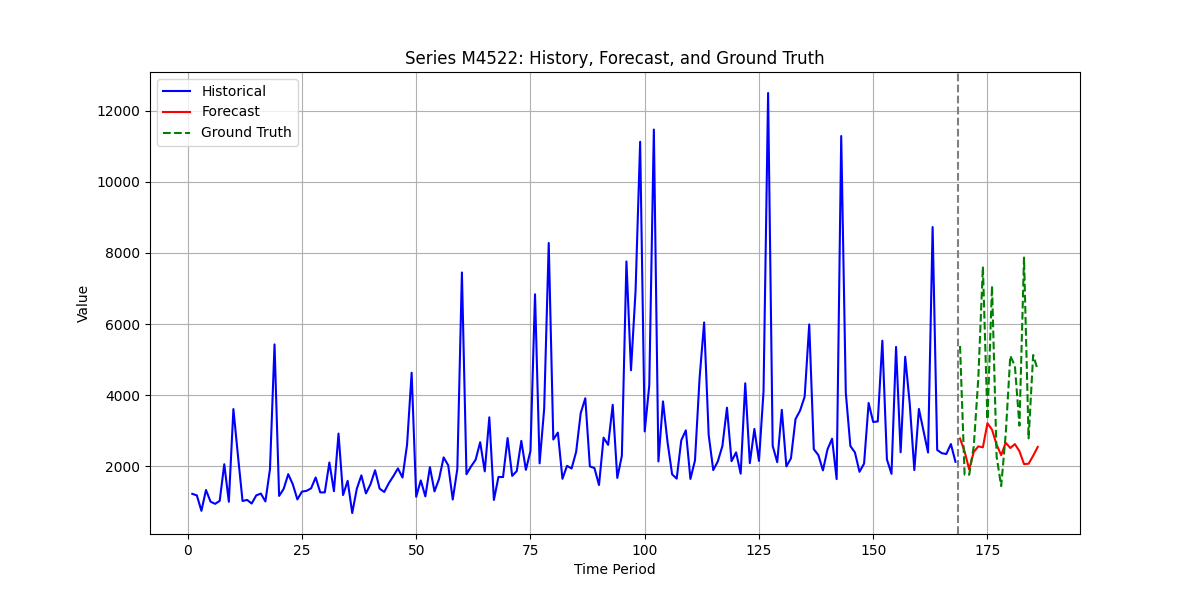 Series M4522: History, Forecast, and Ground Truth
Historical
Forecast
Ground Truth
12000
10000
8000
6000
4000
2000
Value
0 25 50 75 100 125 150 175
Time Period